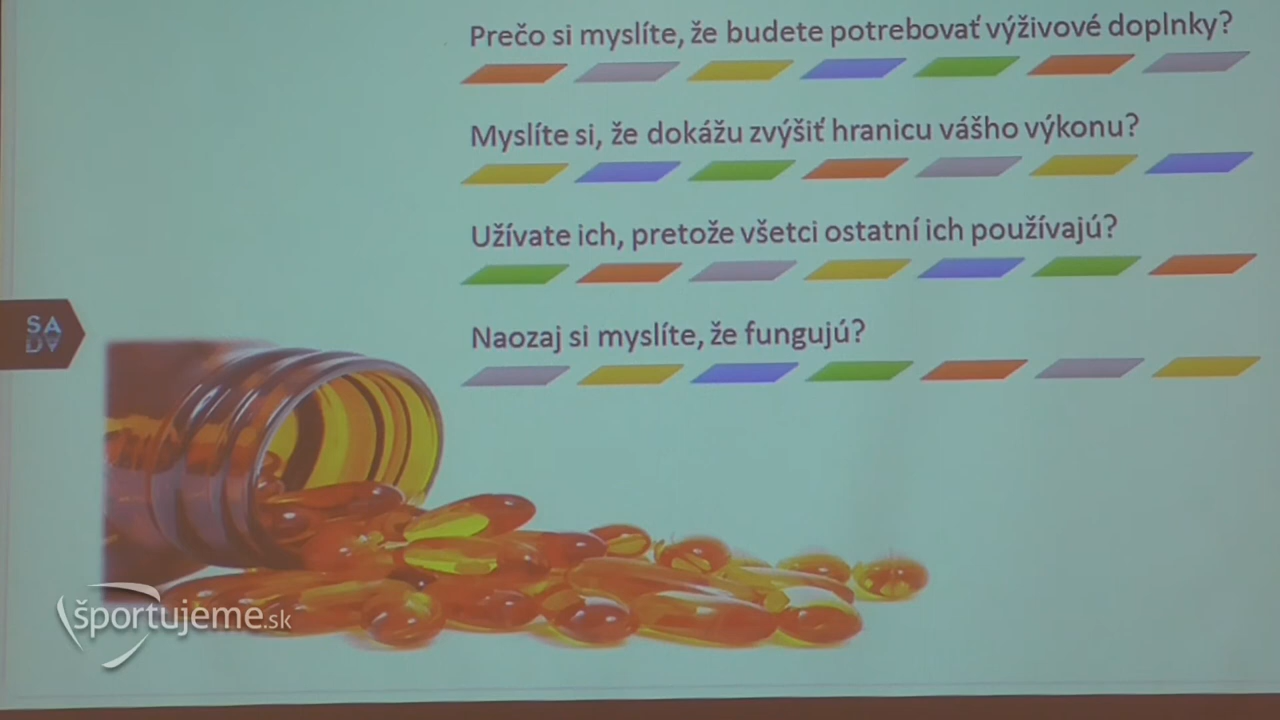 Prečo si myslíte, že budete potrebovať výživové doplnky?
Myslíte si, že dokážu zvýšiť hranicu vášho výkonu?
Užívate ich, pretože všetci ostatní ich používajú?
Naozaj si myslíte, že fungujú?
SA
DV
športujeme.sk